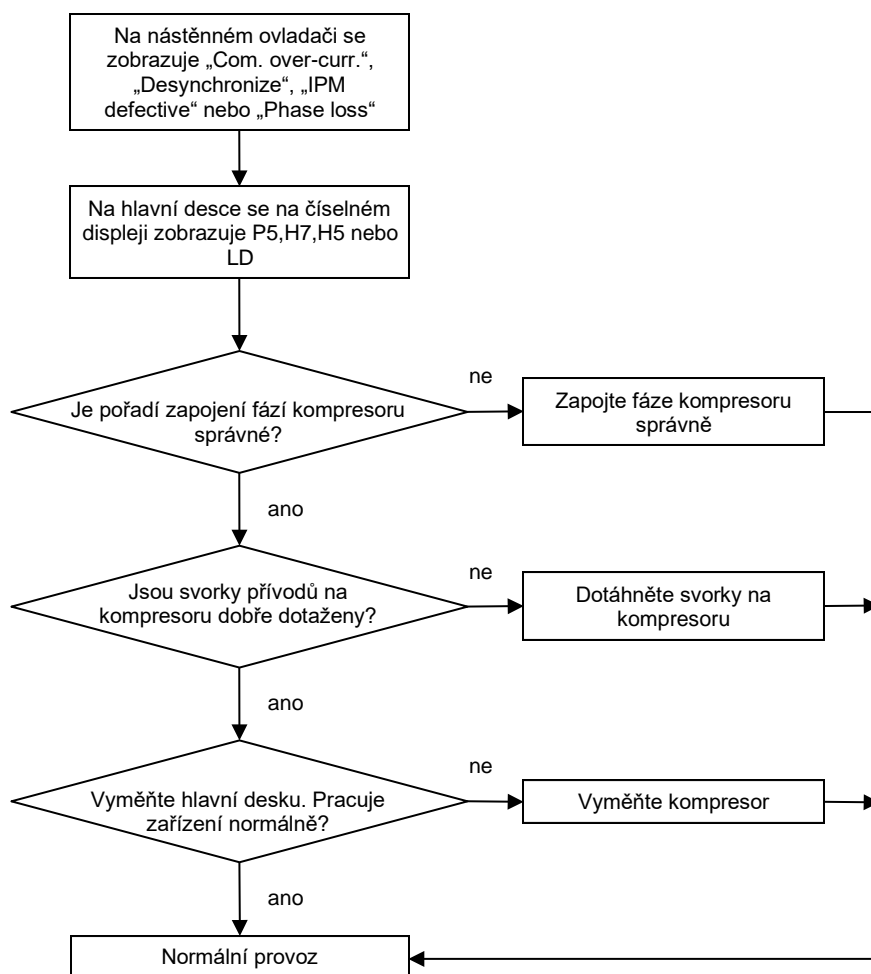 Na nástěnném ovladači se
zobrazuje „Com. over-curr.“,
„Desynchronize“, „IPM
defective“ nebo „Phase loss“
Na hlavní desce se na číselném
displeji zobrazuje P5,H7,H5 nebo
LD
Je pořadí zapojení fází kompresoru
správné?
ne
Zapojte fáze kompresoru
správně
ano
Jsou svorky přívodů na
kompresoru dobře dotaženy?
ne
Dotáhněte svorky na
kompresoru
ano
Vyměňte hlavní desku. Pracuje
zařízení normálně?
ne
Vyměňte kompresor
ano
Normální provoz